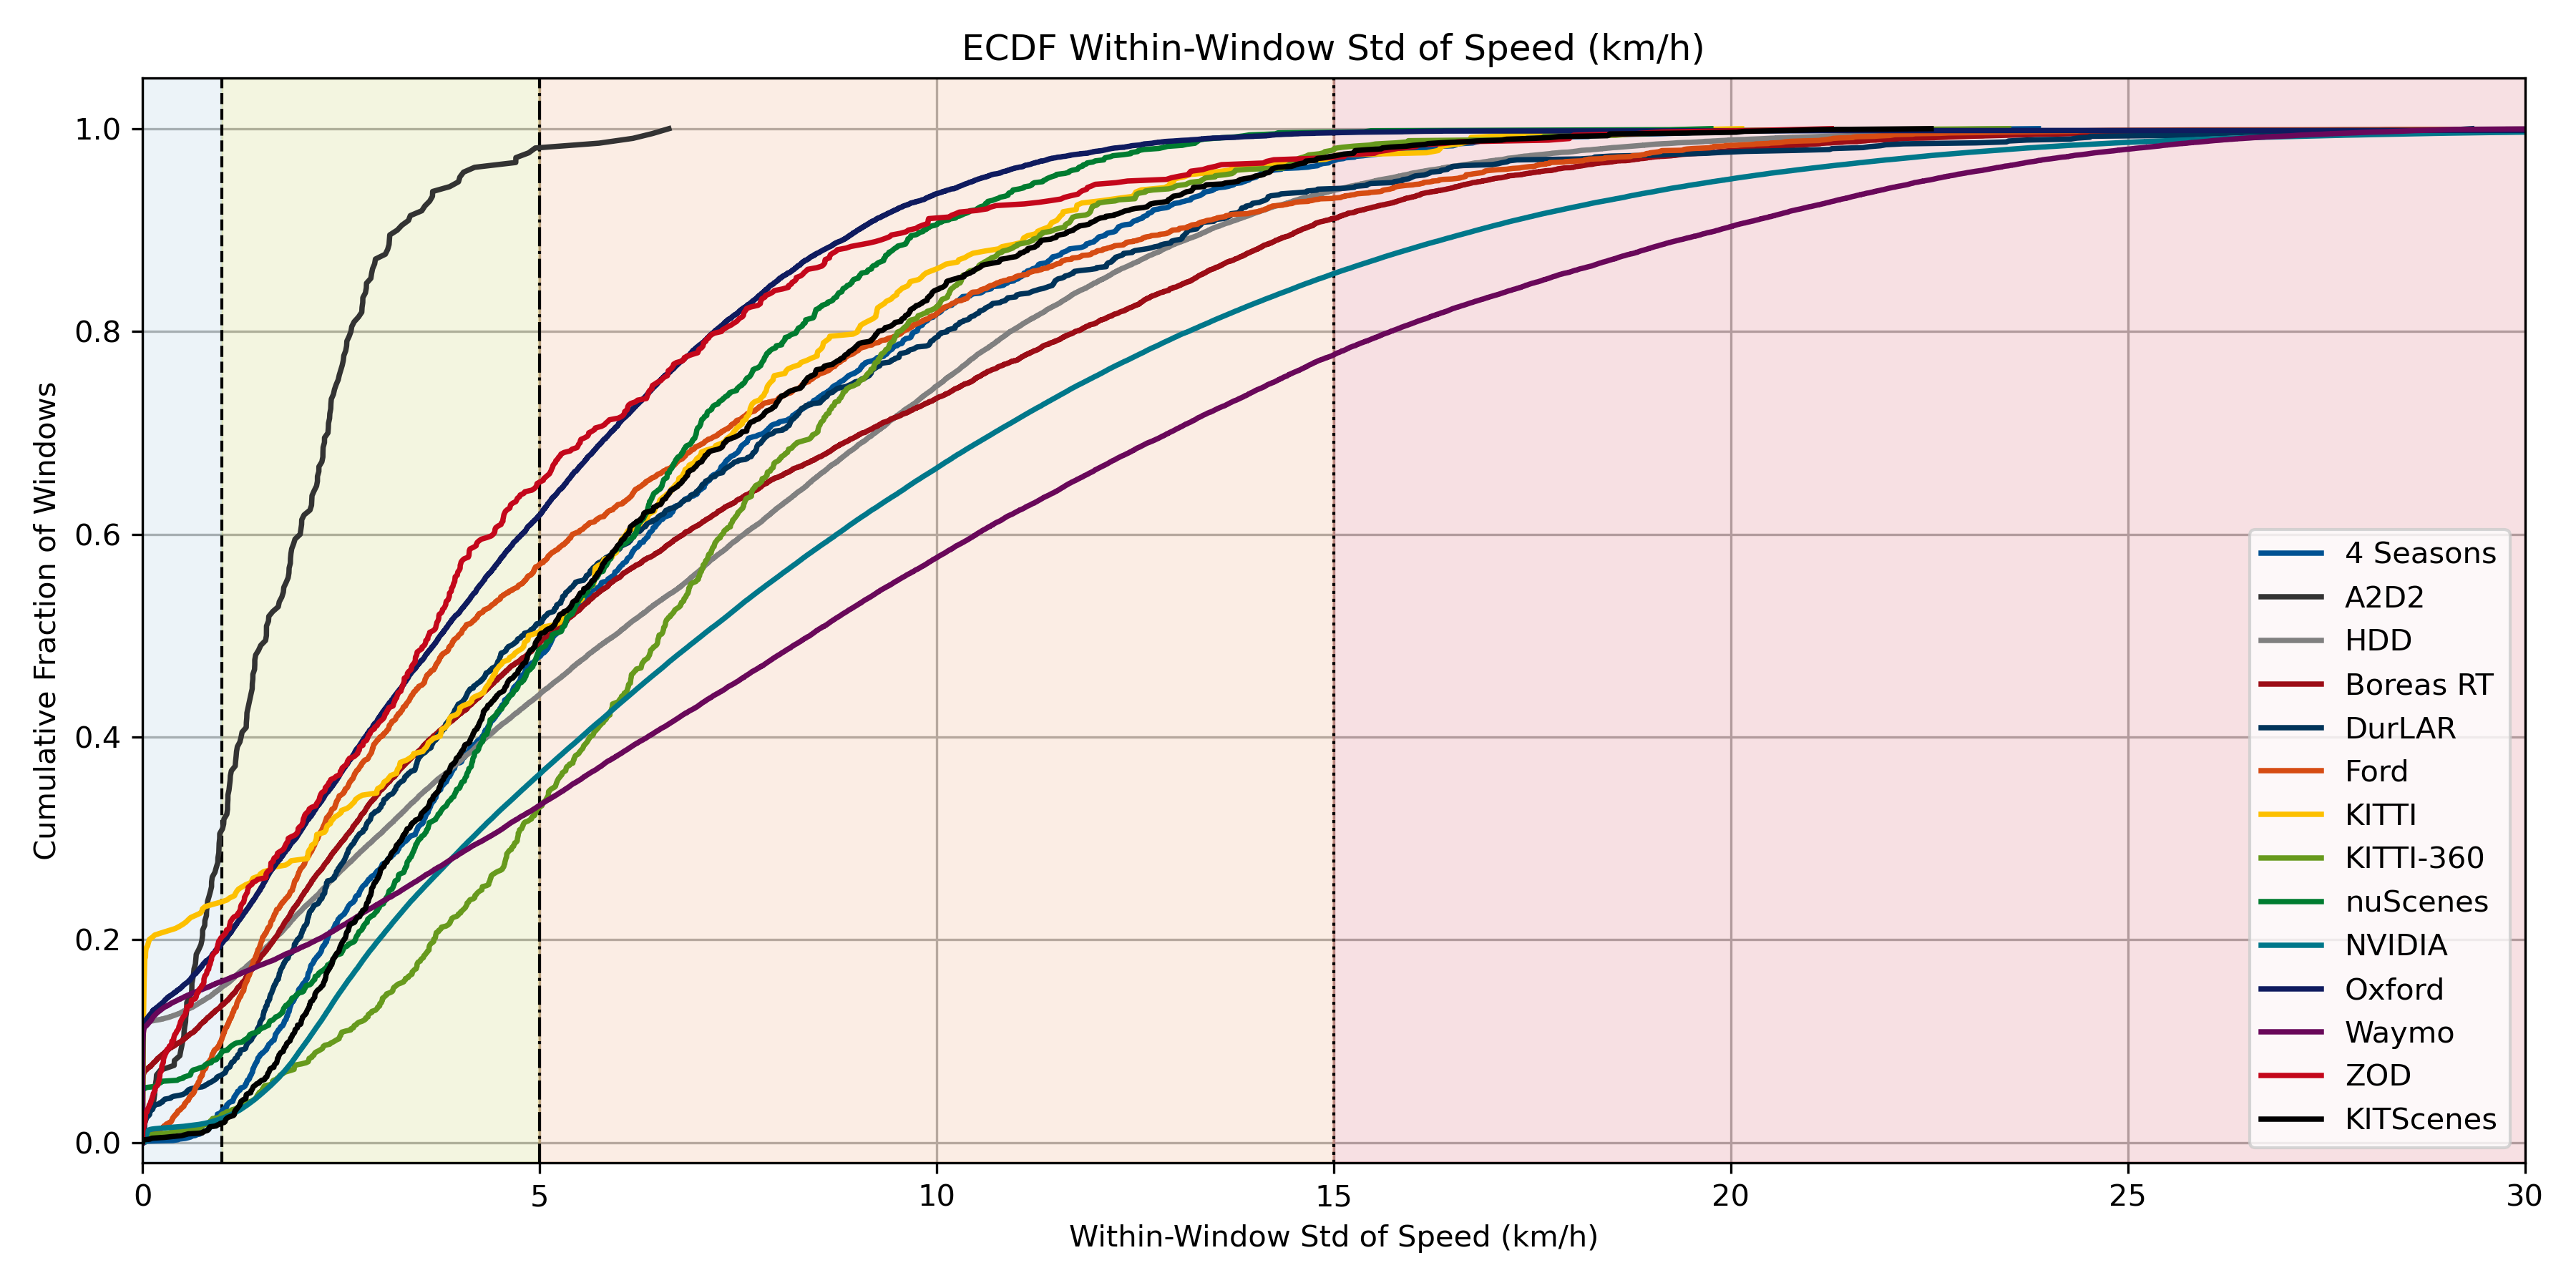 ECDF Within-Window Std of Speed (km/h)
1.0
0.8
0.6
0.4
0.2
0.0
Cumulative Fraction of Windows
0 5 10 15 20 25 30
Within-Window Std of Speed (km/h)
4 Seasons
A2D2
HDD
Boreas RT
DurLAR
Ford
KITTI
KITTI-360
nuScenes
NVIDIA
Oxford
Waymo
ZOD
KITScenes